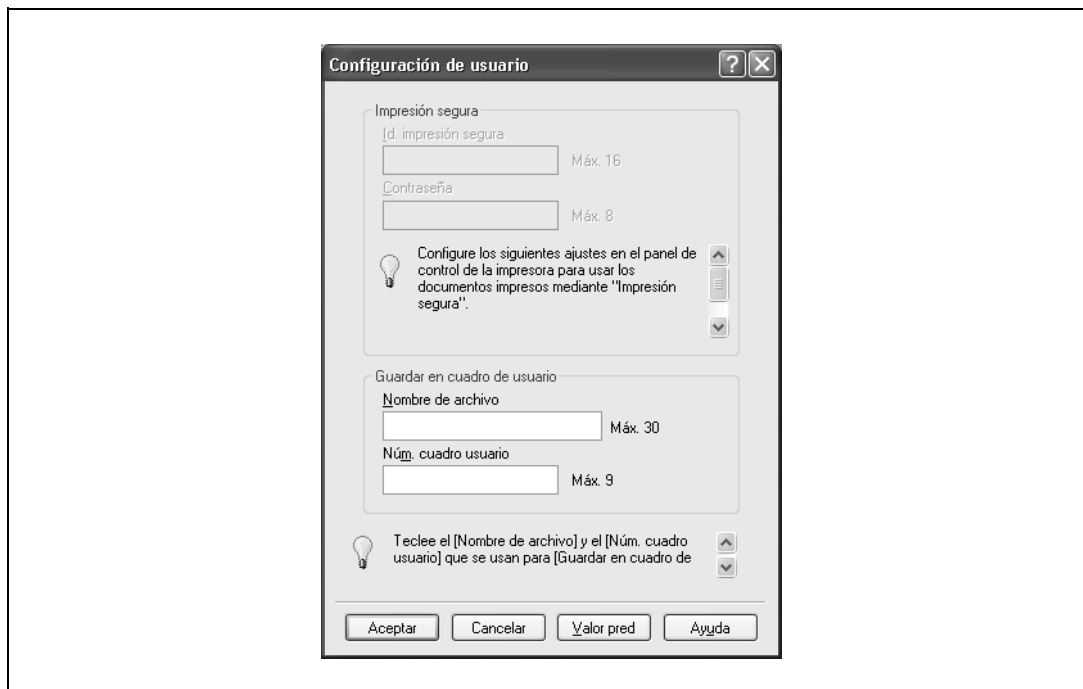 Configuración de usuario
Impresión segura
Id. impresión segura
Máx. 16
Contraseña
Máx. 8
Configure los siguientes ajustes en el panel de
control de la impresora para usar los
documentos impresos mediante "Impresión
segura".
Guardar en cuadro de usuario
Nombre de archivo
Máx. 30
Núm. cuadro usuario
Máx. 9
Teclee el [Nombre de archivo] y el [Núm. cuadro
usuario] que se usan para [Guardar en cuadro de
Aceptar Cancelar Valor pred Ayuda